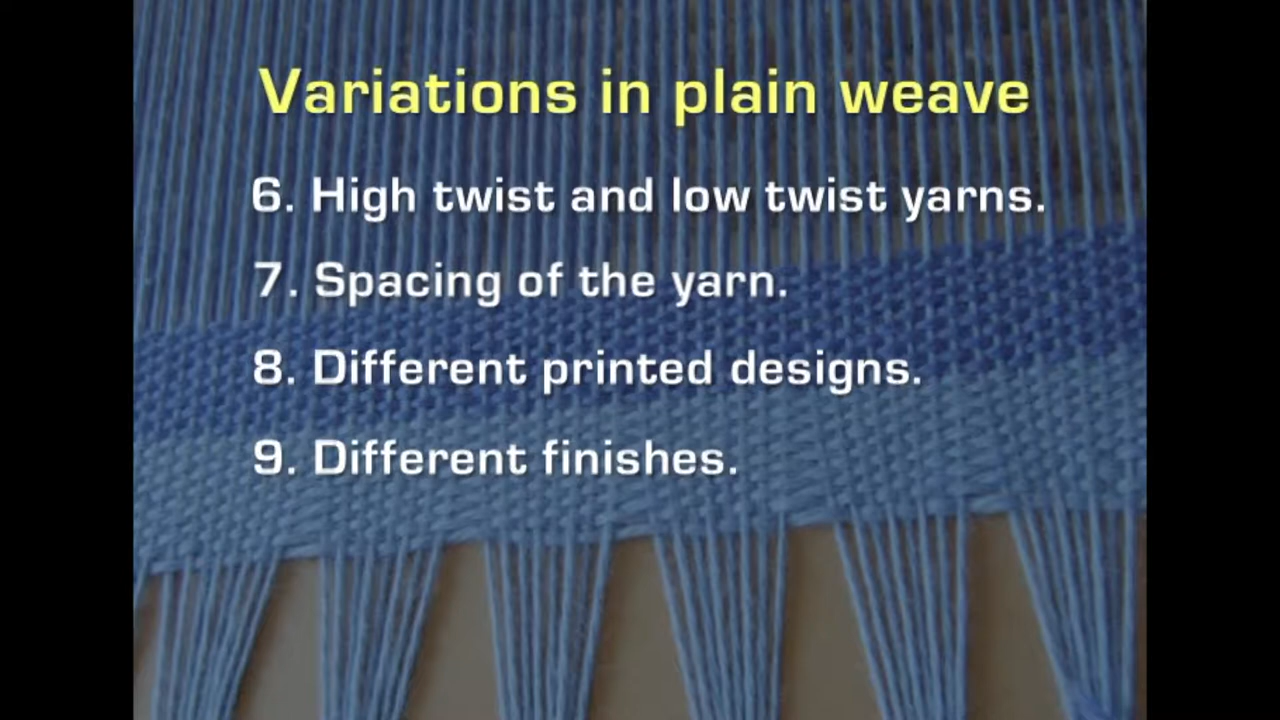 Variations in plain weave
6. High twist and low twist yarns.
7. Spacing of the yarn.
8. Different printed designs.
9. Different finishes.